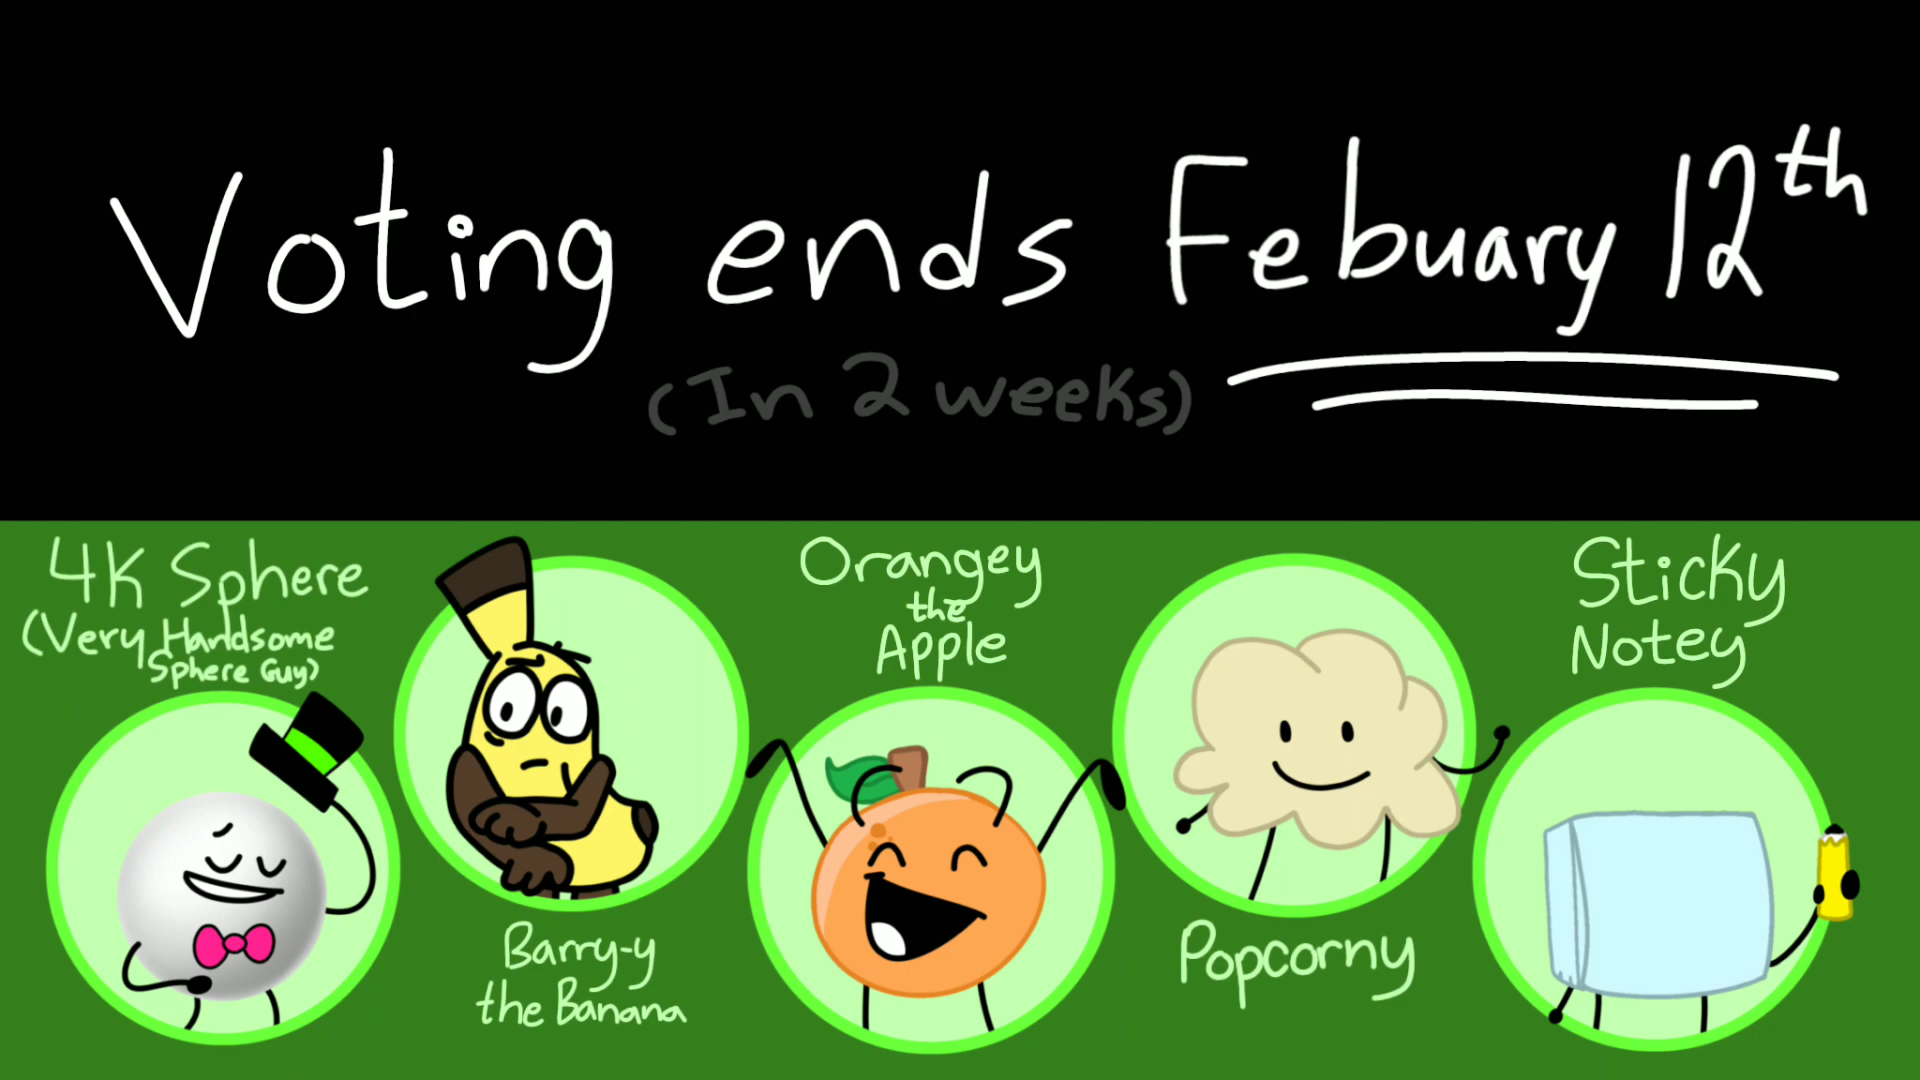 Voting ends Febuary 12th
(In 2 weeks)
4K Sphere
(Very Handsome
Sphere Guy)
Barry-y
the Banana
Orangey
the
Apple
Popcorny
Sticky
Notey